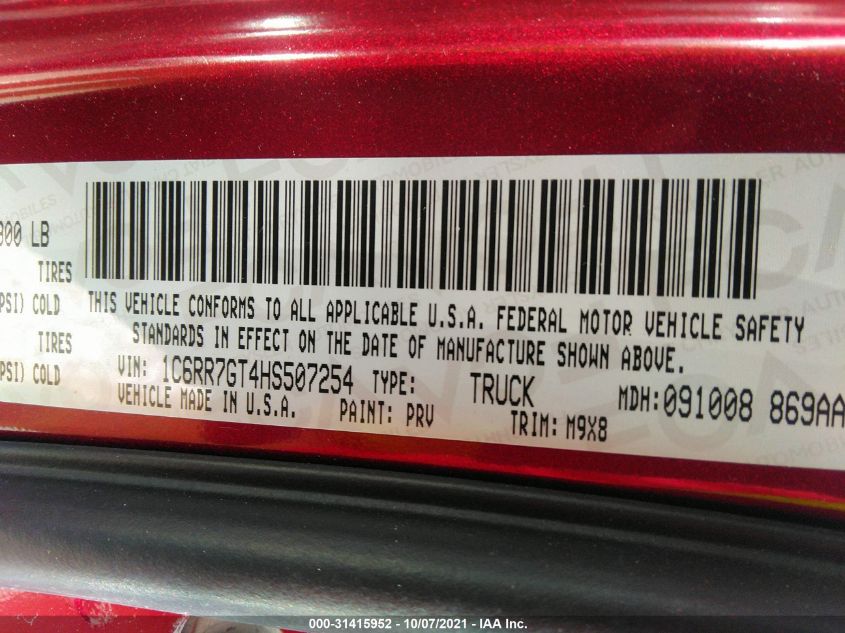 300 LB
TIRES
PSI) COLD
TIRES
PSI) COLD
THIS VEHICLE CONFORMS TO ALL APPLICABLE U.S.A. FEDERAL MOTOR VEHICLE SAFETY
STANDARDS IN EFFECT ON THE DATE OF MANUFACTURE SHOWN ABOVE.
VIN: 1C6RR7GT4HS507254 TYPE: TRUCK MDH: 091008 869AA
VEHICLE MADE IN U.S.A. PAINT: PRV TRIM: M9X8
000-31415952 - 10/07/2021 - IAA Inc.